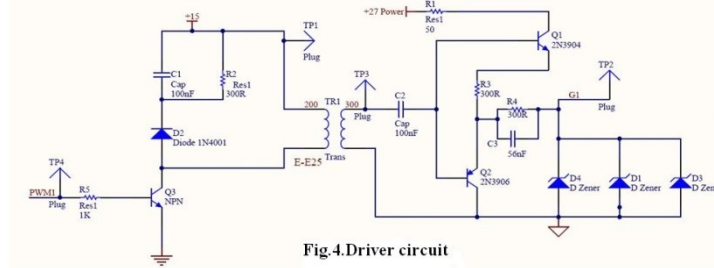 +15
TP1
Plug
C1
Cap
100nF
R2
Res1
300R
D2
Diode 1N4001
TP4
Plug
PWM1
R5
Res1
1K
Q3
NPN
200
300
TR1
Trans
E-E25
TP3
Plug
C2
Cap
100nF
+27 Power
R1
Res1
50
Q1
2N3904
R3
300R
R4
300R
C3
56nF
Q2
2N3906
G1
TP2
Plug
D4
D Zener
D1
D Zener
D3
D Zen
Fig.4.Driver circuit